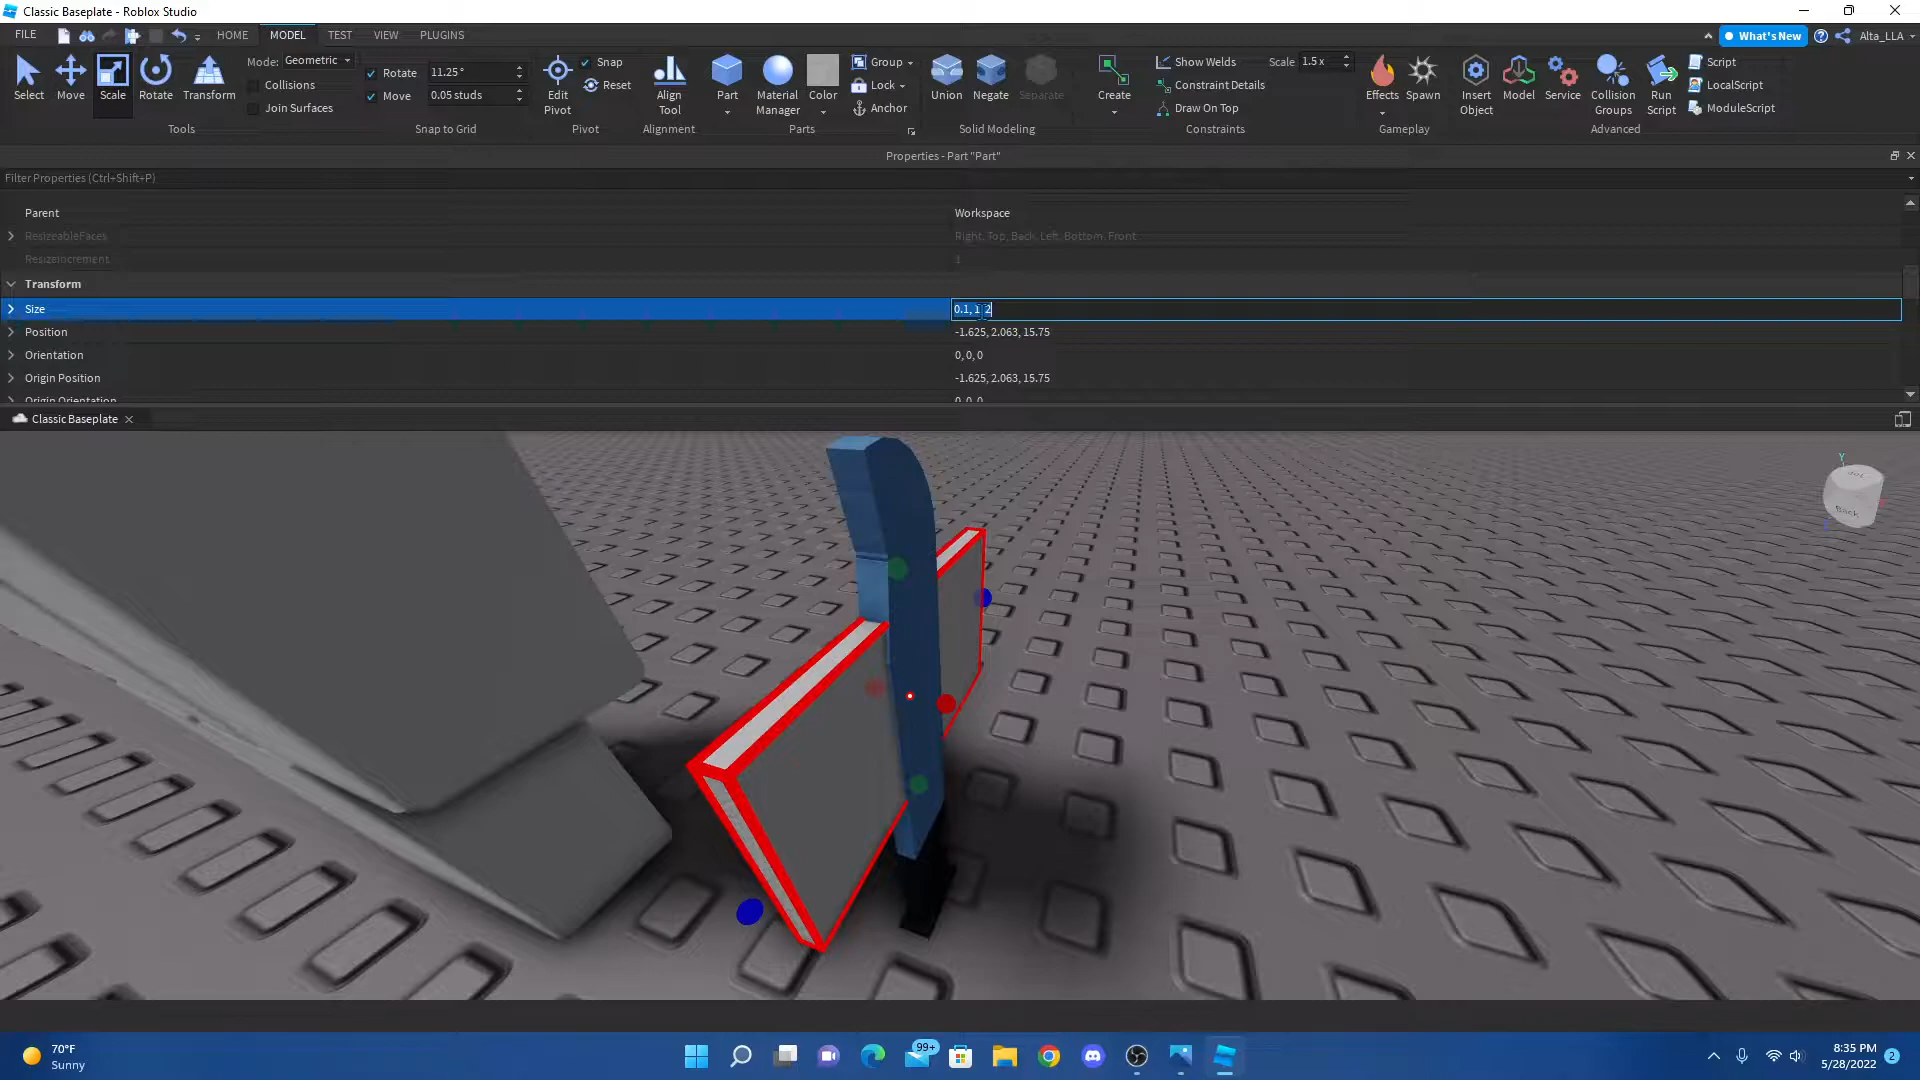 Classic Baseplate - Roblox Studio
FILE HOME MODEL TEST VIEW PLUGINS What's New Alta_LLA
Select Move Scale Rotate Transform
Mode: Geometric
Collisions
Join Surfaces
Tools
Rotate 11.25 °
Move 0.05 studs
Snap to Grid
Edit Pivot
Snap
Reset
Pivot
Align Tool
Alignment
Part Material Manager Color
Group
Lock
Anchor
Parts
Union Negate Separate
Solid Modeling
Create
Show Welds
Constraint Details
Draw On Top
Scale 1.5 x
Constraints
Effects Spawn
Gameplay
Insert Object Model Service Collision Groups Run Script
Script
LocalScript
ModuleScript
Advanced
Properties - Part "Part"
Filter Properties (Ctrl+Shift+P)
Parent Workspace
ResizeableFaces Right, Top, Back, Left, Bottom, Front
ResizeIncrement 1
Transform
Size 0.1, 1, 2
Position -1.625, 2.063, 15.75
Orientation 0, 0, 0
Origin Position -1.625, 2.063, 15.75
Origin Orientation 0, 0, 0
Classic Baseplate
Y
Back
70°F
Sunny
99+
8:35 PM
5/28/2022
2